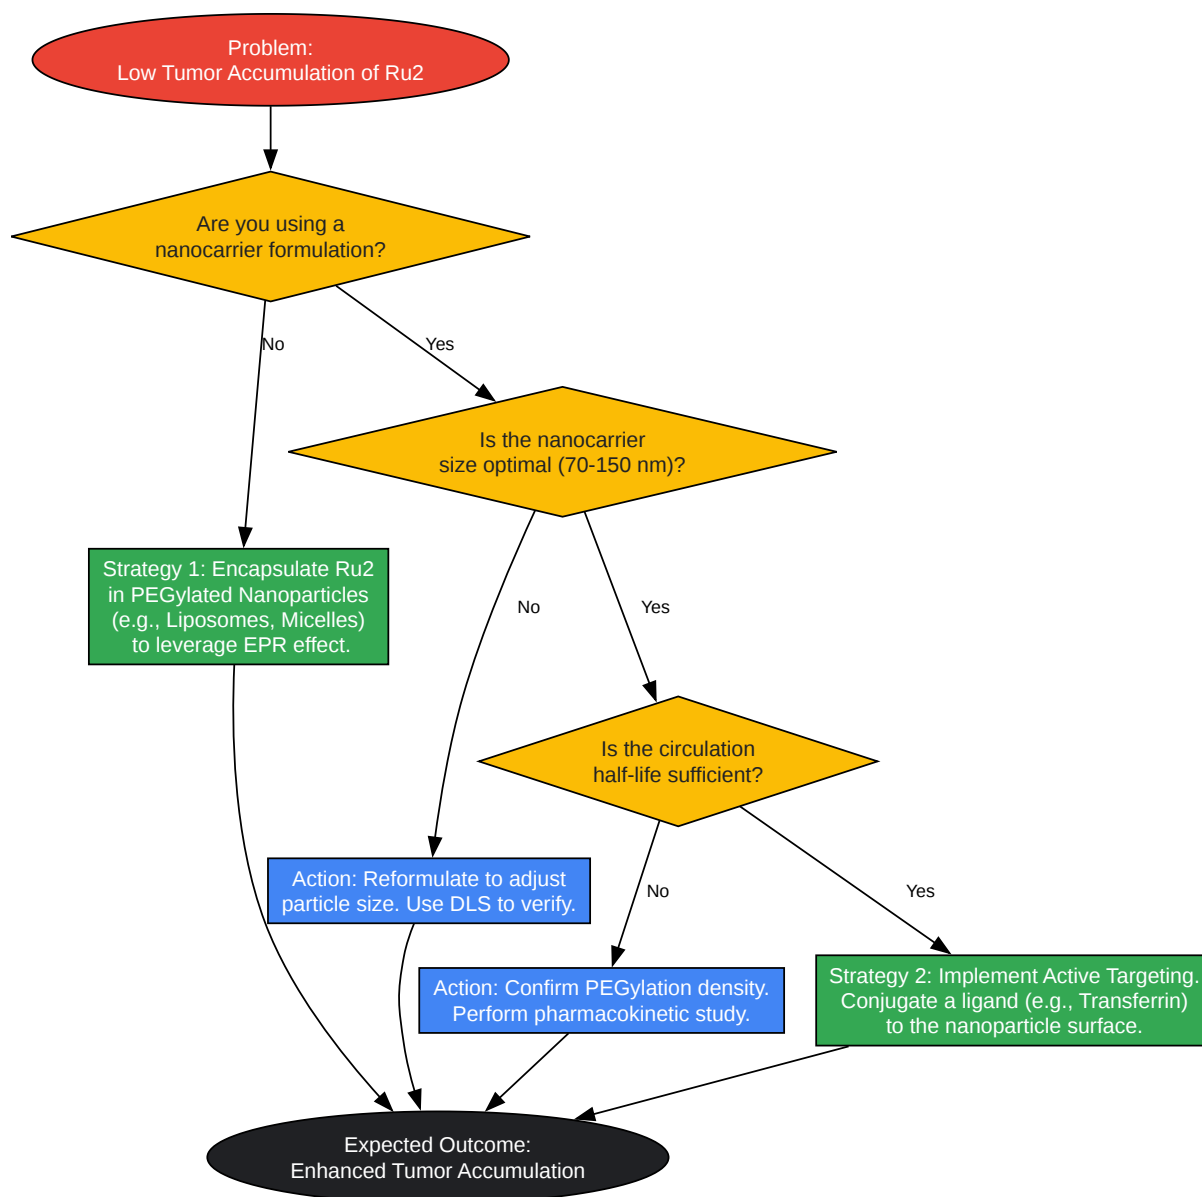 Problem:
Low Tumor Accumulation of Ru2
Are you using a
nanocarrier formulation?
No
Yes
Is the nanocarrier
size optimal (70-150 nm)?
Strategy 1: Encapsulate Ru2
in PEGylated Nanoparticles
(e.g., Liposomes, Micelles)
to leverage EPR effect.
No
Yes
Is the circulation
half-life sufficient?
Action: Reformulate to adjust
particle size. Use DLS to verify.
No
Yes
Action: Confirm PEGylation density.
Perform pharmacokinetic study.
Strategy 2: Implement Active Targeting.
Conjugate a ligand (e.g., Transferrin)
to the nanoparticle surface.
Expected Outcome:
Enhanced Tumor Accumulation